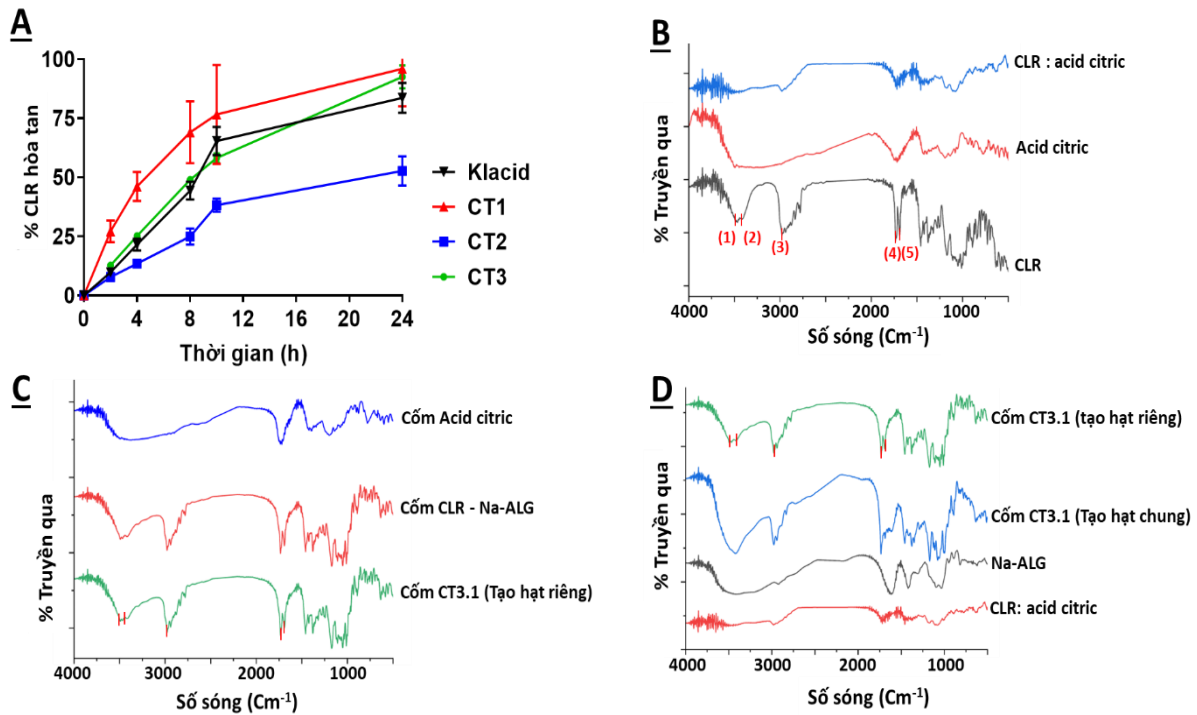 A
% CLR hòa tan
100
75
50
25
0
0
4
8
12
16
20
24
Thời gian (h)
Klacid
CT1
CT2
CT3
B
% Truyền qua
CLR : acid citric
Acid citric
CLR
(1)
(2)
(3)
(4)
(5)
4000
3000
2000
1000
Số sóng (Cm⁻¹)
C
% Truyền qua
Cốm Acid citric
Cốm CLR - Na-ALG
Cốm CT3.1 (Tạo hạt riêng)
4000
3000
2000
1000
Số sóng (Cm⁻¹)
D
% Truyền qua
Cốm CT3.1 (tạo hạt riêng)
Cốm CT3.1 (Tạo hạt chung)
Na-ALG
CLR: acid citric
4000
3000
2000
1000
Số sóng (Cm⁻¹)